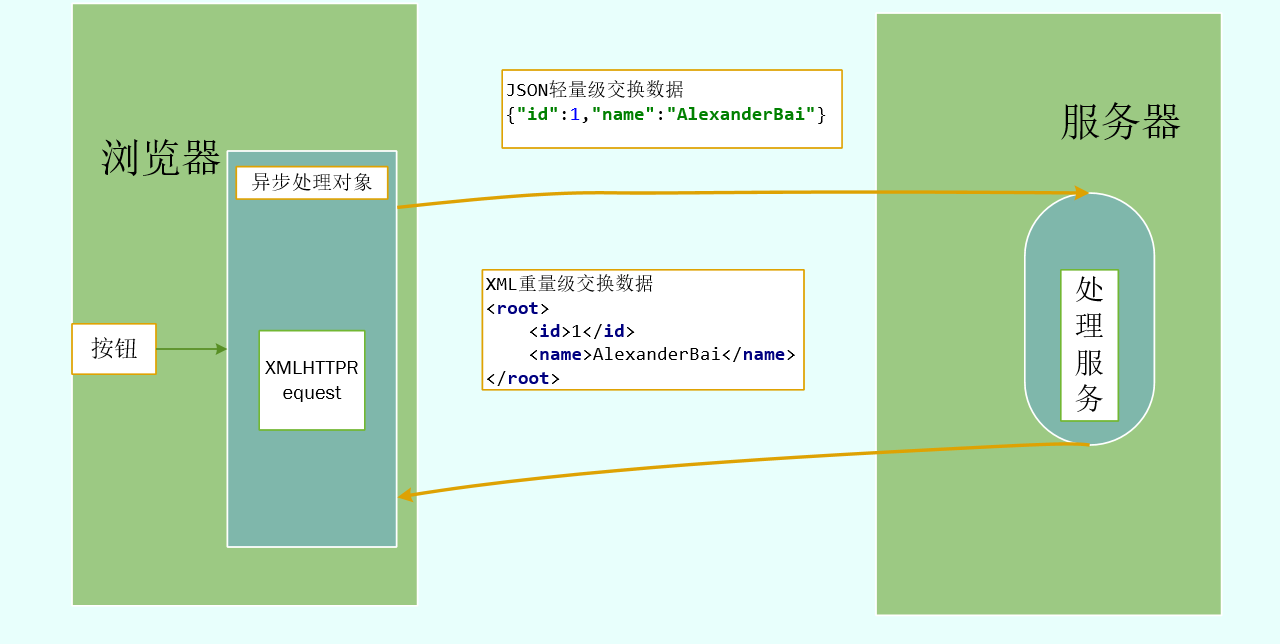 浏览器
异步处理对象
按钮
XMLHTTPR
equest
JSON轻量级交换数据
{"id":1,"name":"AlexanderBai"}
XML重量级交换数据
<root>
    <id>1</id>
    <name>AlexanderBai</name>
</root>
服务器
处
理
服
务